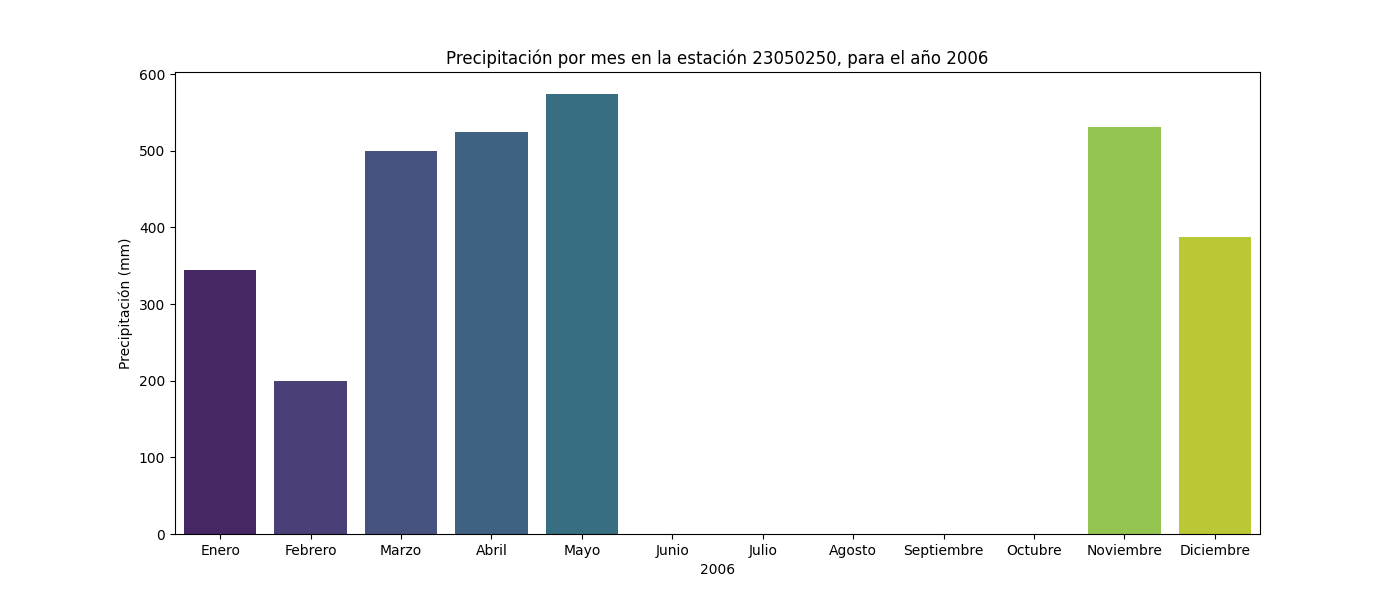 Precipitación por mes en la estación 23050250, para el año 2006
Precipitación (mm)
600
500
400
300
200
100
0
Enero Febrero Marzo Abril Mayo Junio Julio Agosto Septiembre Octubre Noviembre Diciembre
2006